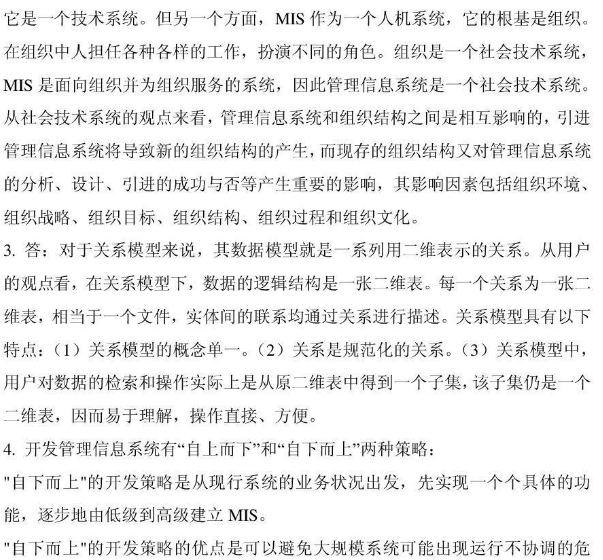 它是一个技术系统。但另一个方面，MIS 作为一个人机系统，它的根基是组织。
在组织中人担任各种各样的工作，扮演不同的角色。组织是一个社会技术系统，
MIS 是面向组织并为组织服务的系统，因此管理信息系统是一个社会技术系统。
从社会技术系统的观点来看，管理信息系统和组织结构之间是相互影响的，引进
管理信息系统将导致新的组织结构的产生，而现存的组织结构又对管理信息系统
的分析、设计、引进的成功与否等产生重要的影响，其影响因素包括组织环境、
组织战略、组织目标、组织结构、组织过程和组织文化。
3. 答：对于关系模型来说，其数据模型就是一系列用二维表示的关系。从用户
的观点看，在关系模型下，数据的逻辑结构是一张二维表。每一个关系为一张二
维表，相当于一个文件，实体间的联系均通过关系进行描述。关系模型具有以下
特点：（1）关系模型的概念单一。（2）关系是规范化的关系。（3）关系模型中，
用户对数据的检索和操作实际上是从原二维表中得到一个子集，该子集仍是一个
二维表，因而易于理解，操作直接、方便。
4. 开发管理信息系统有“自上而下”和“自下而上”两种策略：
"自下而上"的开发策略是从现行系统的业务状况出发，先实现一个个具体的功
能，逐步地由低级到高级建立 MIS。
"自下而上"的开发策略的优点是可以避免大规模系统可能出现运行不协调的危